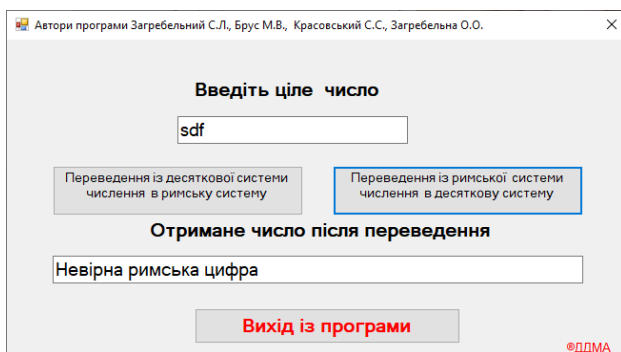 Автори програми Загребельний С.Л., Брус М.В., Красовський С.С., Загребельна О.О.
Введіть ціле число
sdf
Переведення із десяткової системи
числення в римську систему
Переведення із римської системи
числення в десяткову систему
Отримане число після переведення
Невірна римська цифра
Вихід із програми
®ДДМА